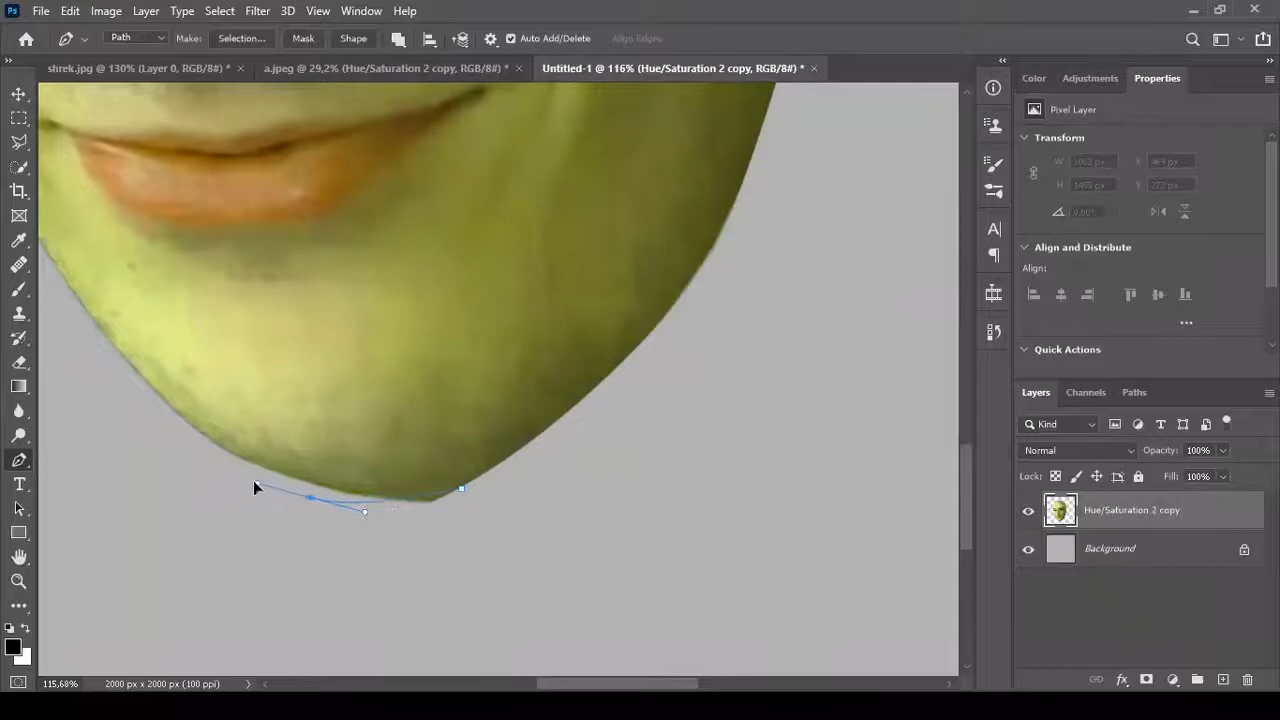 Ps File Edit Image Layer Type Select Filter 3D View Window Help
Path Make: Selection... Mask Shape Auto Add/Delete Align Edges
shrek.jpg @ 130% (Layer 0, RGB/8#) * × a.jpeg @ 29,2% (Hue/Saturation 2 copy, RGB/8#) * × Untitled-1 @ 116% (Hue/Saturation 2 copy, RGB/8#) * ×
Color Adjustments Properties
Pixel Layer
Transform
W X
H Y
0,00°
Align and Distribute
Align:
Quick Actions
Layers Channels Paths
Kind
Normal Opacity: 100%
Lock: Fill: 100%
Hue/Saturation 2 copy
Background
115,68% 2000 px x 2000 px (100 ppi)